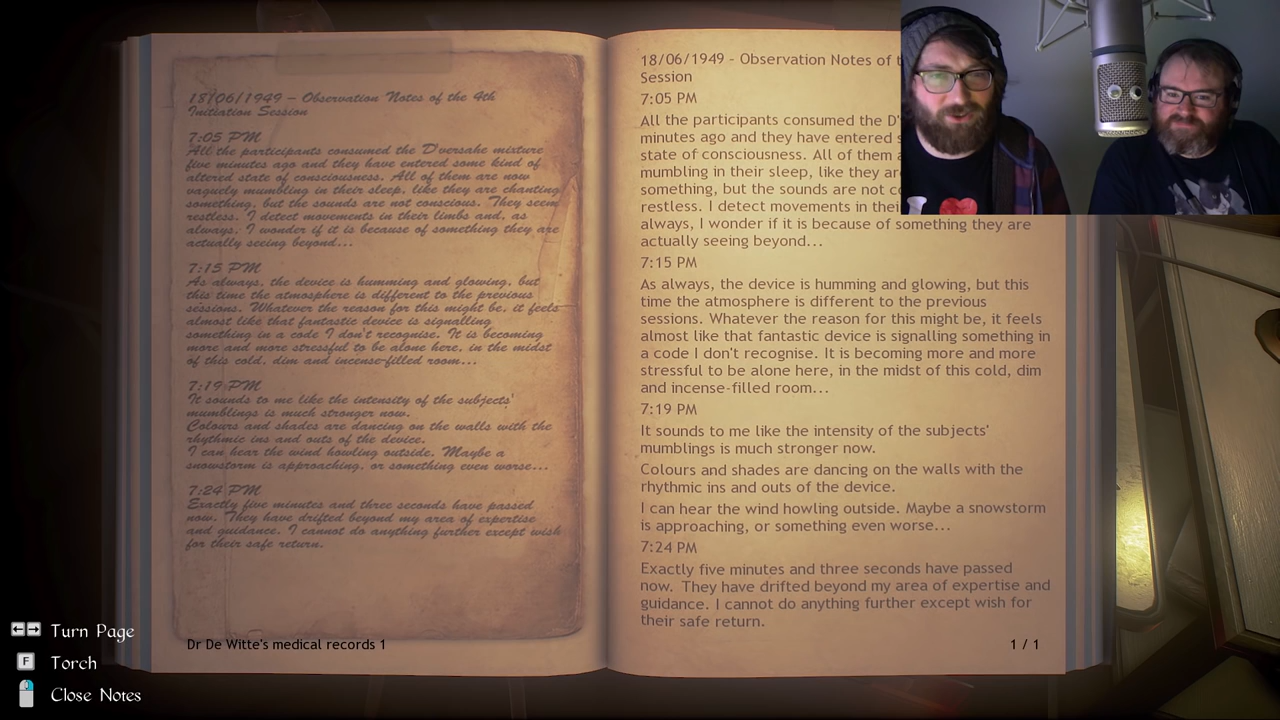 18/06/1949 – Observation Notes of the 4th
Initiation Session
7:05 PM
All the participants consumed the D'versahe mixture
five minutes ago and they have entered some kind of
altered state of consciousness. All of them are now
vaguely mumbling in their sleep, like they are chanting
something, but the sounds are not conscious. They seem
restless. I detect movements in their limbs and, as
always, I wonder if it is because of something they are
actually seeing beyond...
7:15 PM
As always, the device is humming and glowing, but
this time the atmosphere is different to the previous
sessions. Whatever the reason for this might be, it feels
almost like that fantastic device is signalling
something in a code I don't recognise. It is becoming
more and more stressful to be alone here, in the midst
of this cold, dim and incense-filled room...
7:19 PM
It sounds to me like the intensity of the subjects'
mumblings is much stronger now.
Colours and shades are dancing on the walls with the
rhythmic ins and outs of the device.
I can hear the wind howling outside. Maybe a
snowstorm is approaching, or something even worse...
7:24 PM
Exactly five minutes and three seconds have passed
now. They have drifted beyond my area of expertise
and guidance. I cannot do anything further except wish
for their safe return.
Dr De Witte's medical records 1
18/06/1949 - Observation Notes of
Session
7:05 PM
All the participants consumed the
minutes ago and they have entered
state of consciousness. All of them
mumbling in their sleep, like they
something, but the sounds are not
restless. I detect movements in
always, I wonder if it is because of something they are
actually seeing beyond...
7:15 PM
As always, the device is humming and glowing, but this
time the atmosphere is different to the previous
sessions. Whatever the reason for this might be, it feels
almost like that fantastic device is signalling something in
a code I don't recognise. It is becoming more and more
stressful to be alone here, in the midst of this cold, dim
and incense-filled room...
7:19 PM
It sounds to me like the intensity of the subjects'
mumblings is much stronger now.
Colours and shades are dancing on the walls with the
rhythmic ins and outs of the device.
I can hear the wind howling outside. Maybe a snowstorm
is approaching, or something even worse...
7:24 PM
Exactly five minutes and three seconds have passed
now. They have drifted beyond my area of expertise and
guidance. I cannot do anything further except wish for
their safe return.
1 / 1
Turn Page
F Torch
Close Notes